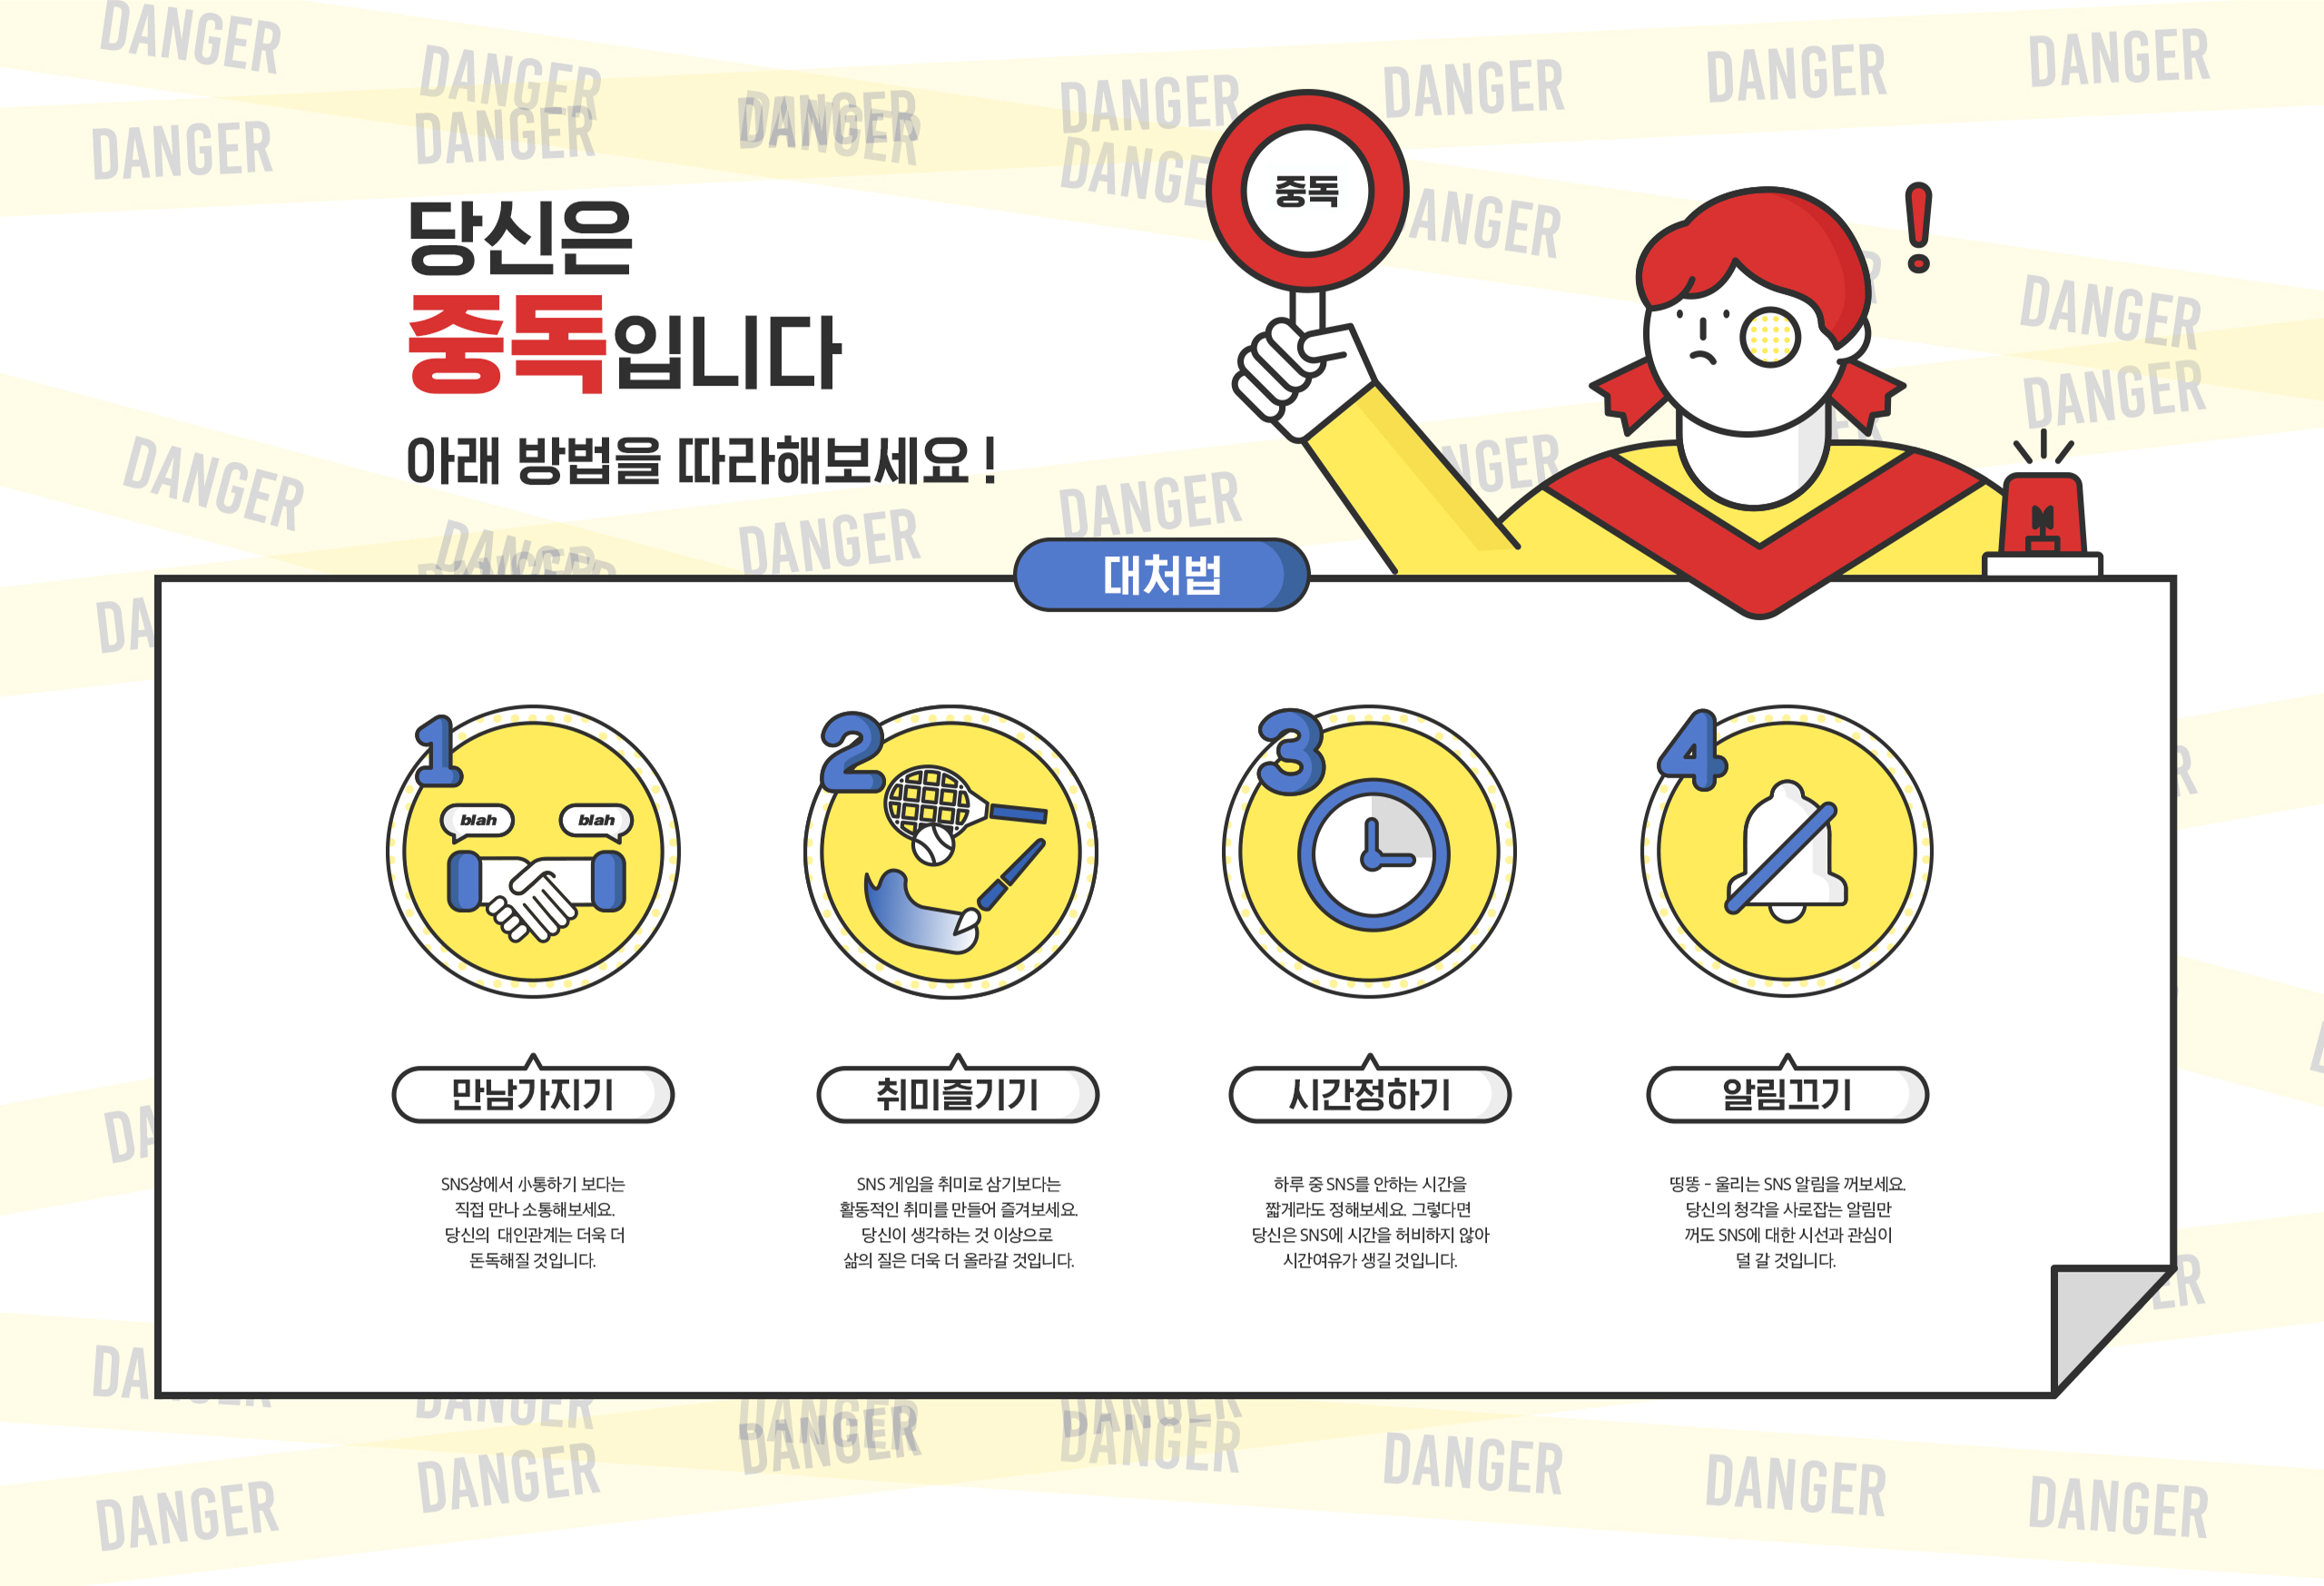 DANGER DANGER DANGER DANGER DANGER DANGER DANGER
DANGER DANGER DANGER
중독
당신은
중독입니다
아래 방법을 따라해보세요 !
DANGER
DANGER
DANGER
DANGER
DANGER
대처법
1
blah blah
2
3
4
만남가지기
취미즐기기
시간정하기
알림끄기
SNS상에서 小통하기 보다는
직접 만나 소통해보세요.
당신의 대인관계는 더욱 더
돈독해질 것입니다.
SNS 게임을 취미로 삼기보다는
활동적인 취미를 만들어 즐겨보세요.
당신이 생각하는 것 이상으로
삶의 질은 더욱 더 올라갈 것입니다.
하루 중 SNS를 안하는 시간을
짧게라도 정해보세요. 그렇다면
당신은 SNS에 시간을 허비하지 않아
시간여유가 생길 것입니다.
띵똥 - 울리는 SNS 알림을 꺼보세요.
당신의 청각을 사로잡는 알림만
꺼도 SNS에 대한 시선과 관심이
덜 갈 것입니다.
DANGER DANGER DANGER DANGER DANGER DANGER DANGER